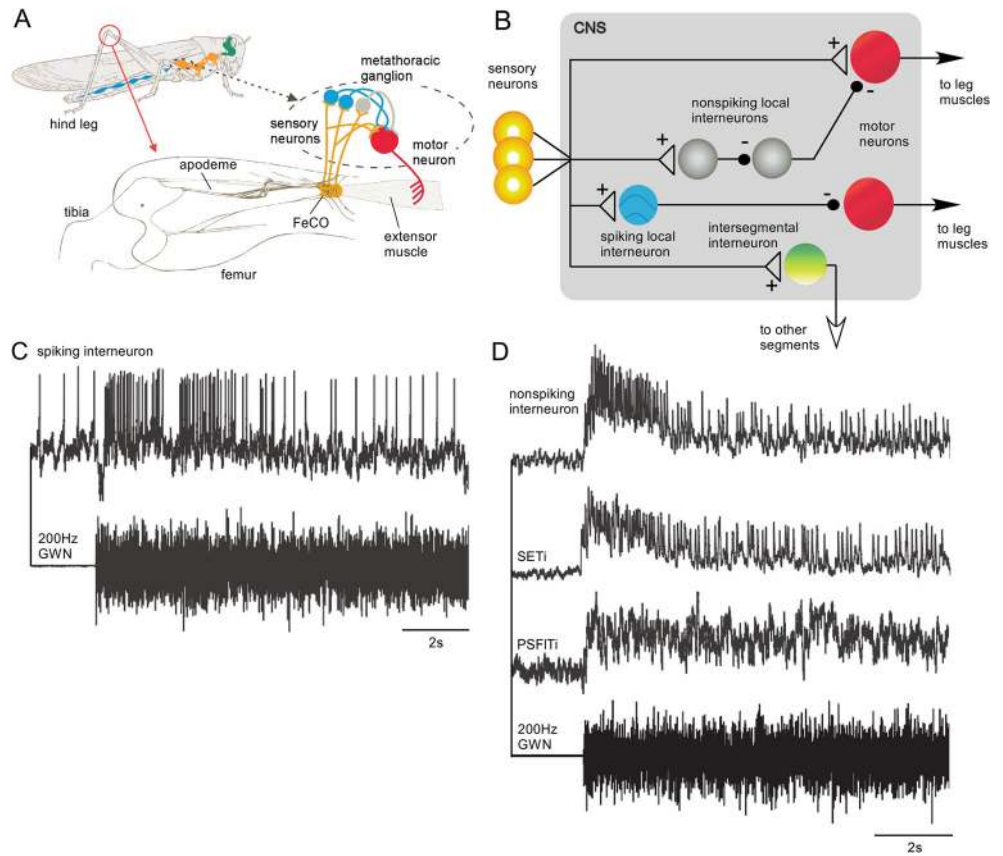 A
hind leg
metathoracic
ganglion
sensory
neurons
motor
neuron
apodeme
tibia
FeCO
extensor
muscle
femur
B
CNS
sensory
neurons
+
-
to leg
muscles
nonspiking local
interneurons
motor
neurons
+
-
+
-
spiking local
interneuron
intersegmental
interneuron
to leg
muscles
+
to other
segments
C
spiking interneuron
200Hz
GWN
2s
D
nonspiking
interneuron
SETi
PSFlTi
200Hz
GWN
2s